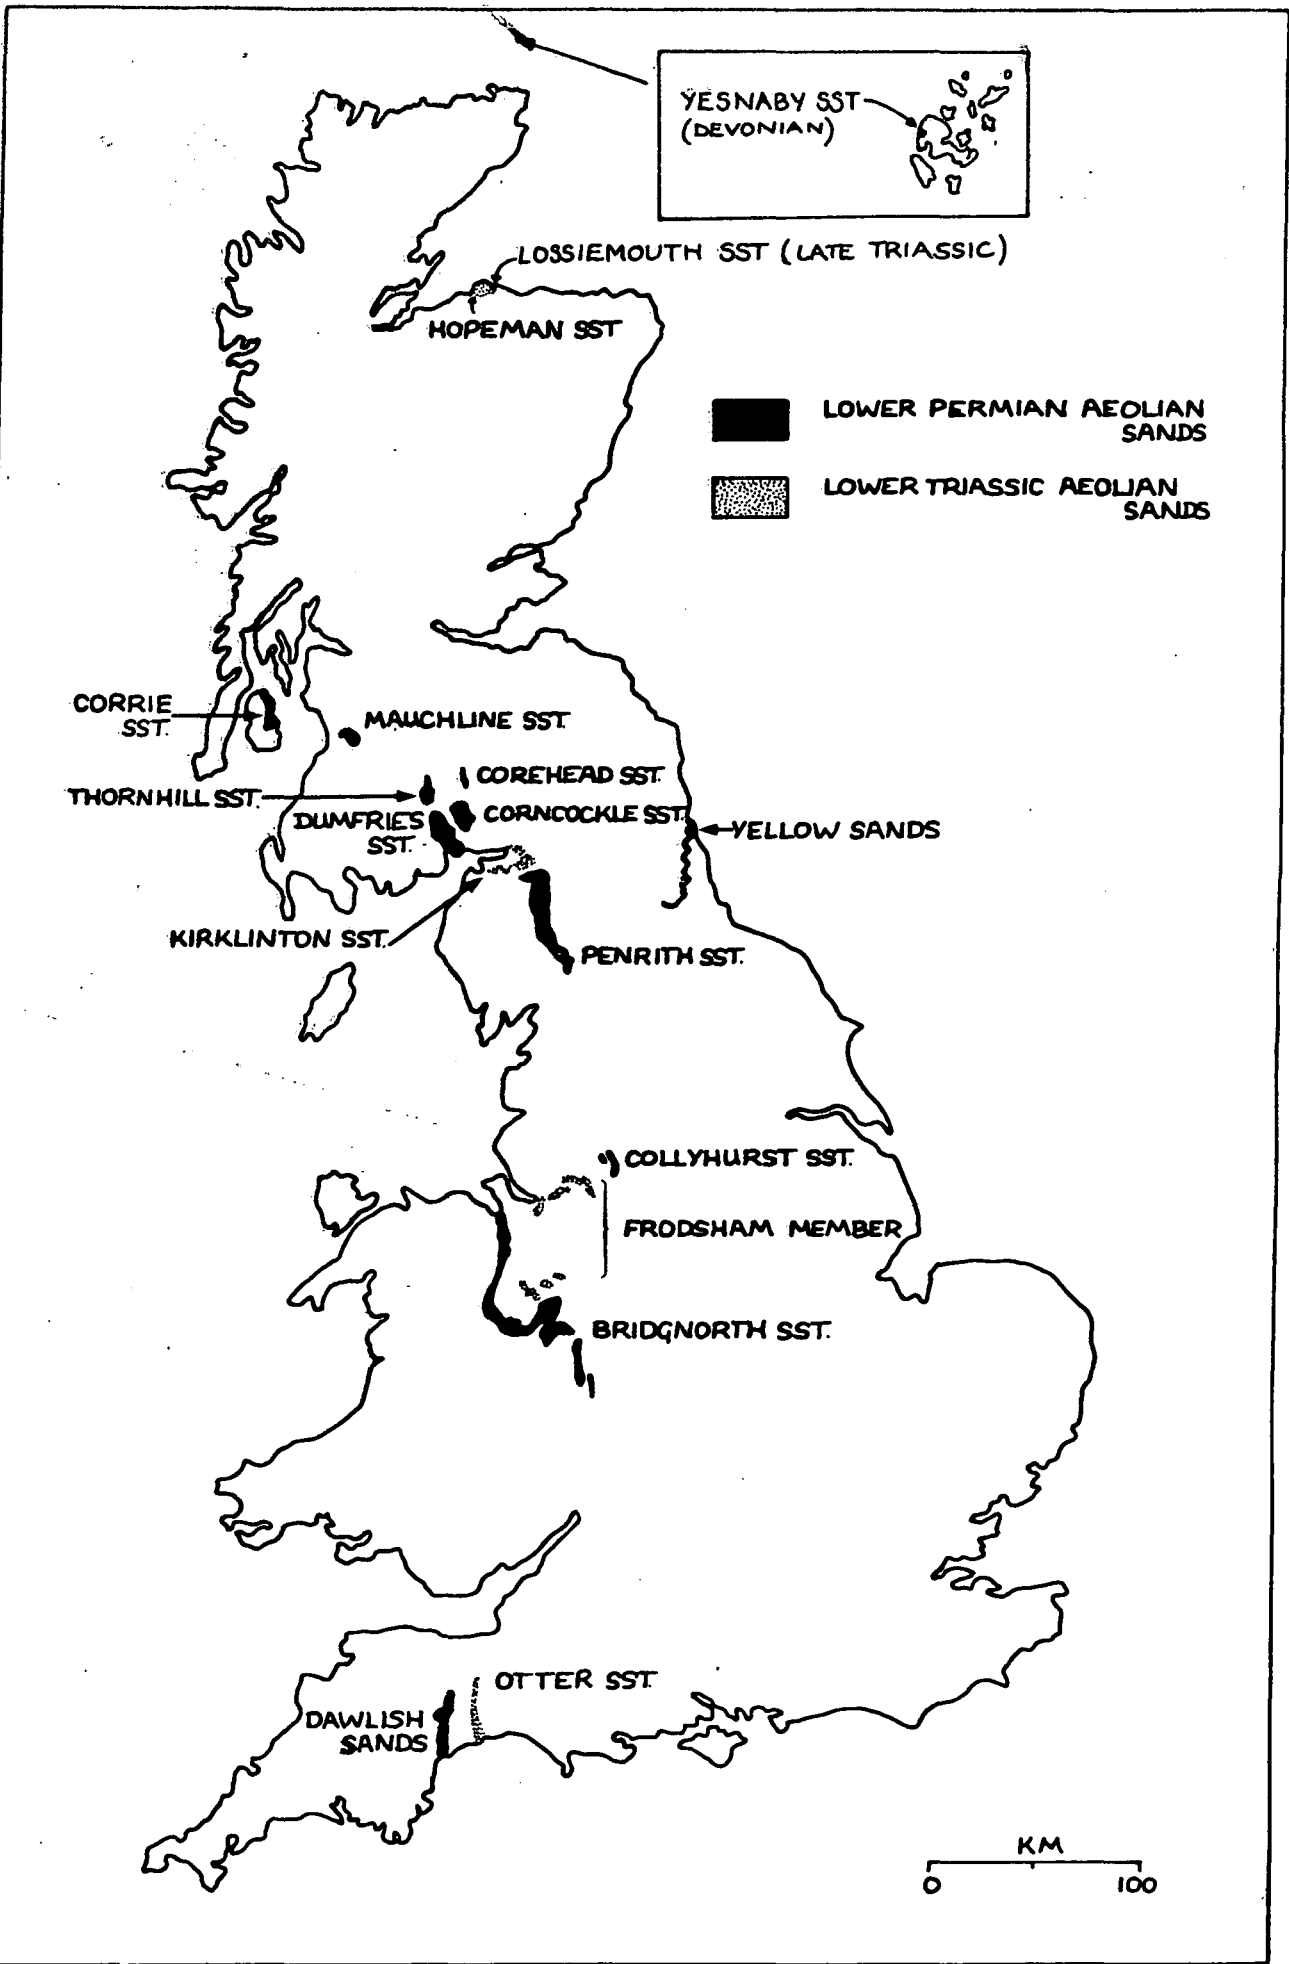 YESNABY SST
(DEVONIAN)
LOSSIEMOUTH SST (LATE TRIASSIC)
HOPEMAN SST
LOWER PERMIAN AEOLIAN
SANDS
LOWER TRIASSIC AEOLIAN
SANDS
CORRIE
SST.
MAUCHLINE SST.
COREHEAD SST.
THORNHILL SST.
CORNCOCKLE SST.
DUMFRIES
SST.
YELLOW SANDS
KIRKLINTON SST.
PENRITH SST.
COLLYHURST SST.
FRODSHAM MEMBER
BRIDGNORTH SST.
OTTER SST.
DAWLISH
SANDS
KM
0 100